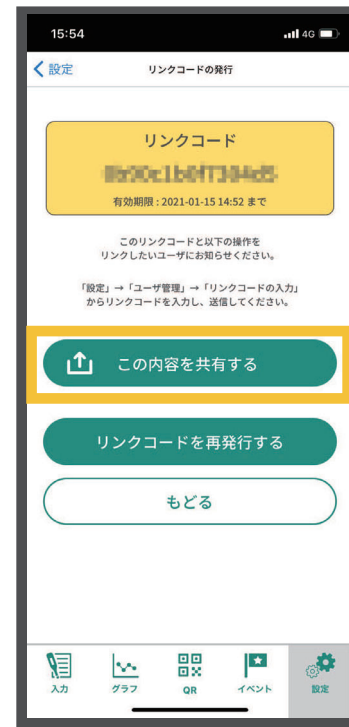 15:54
4G
設定
リンクコードの発行
リンクコード
有効期限 : 2021-01-15 14:52 まで
このリンクコードと以下の操作を
リンクしたいユーザにお知らせください。
「設定」→「ユーザ管理」→「リンクコードの入力」
からリンクコードを入力し、送信してください。
この内容を共有する
リンクコードを再発行する
もどる
入力
グラフ
QR
イベント
設定